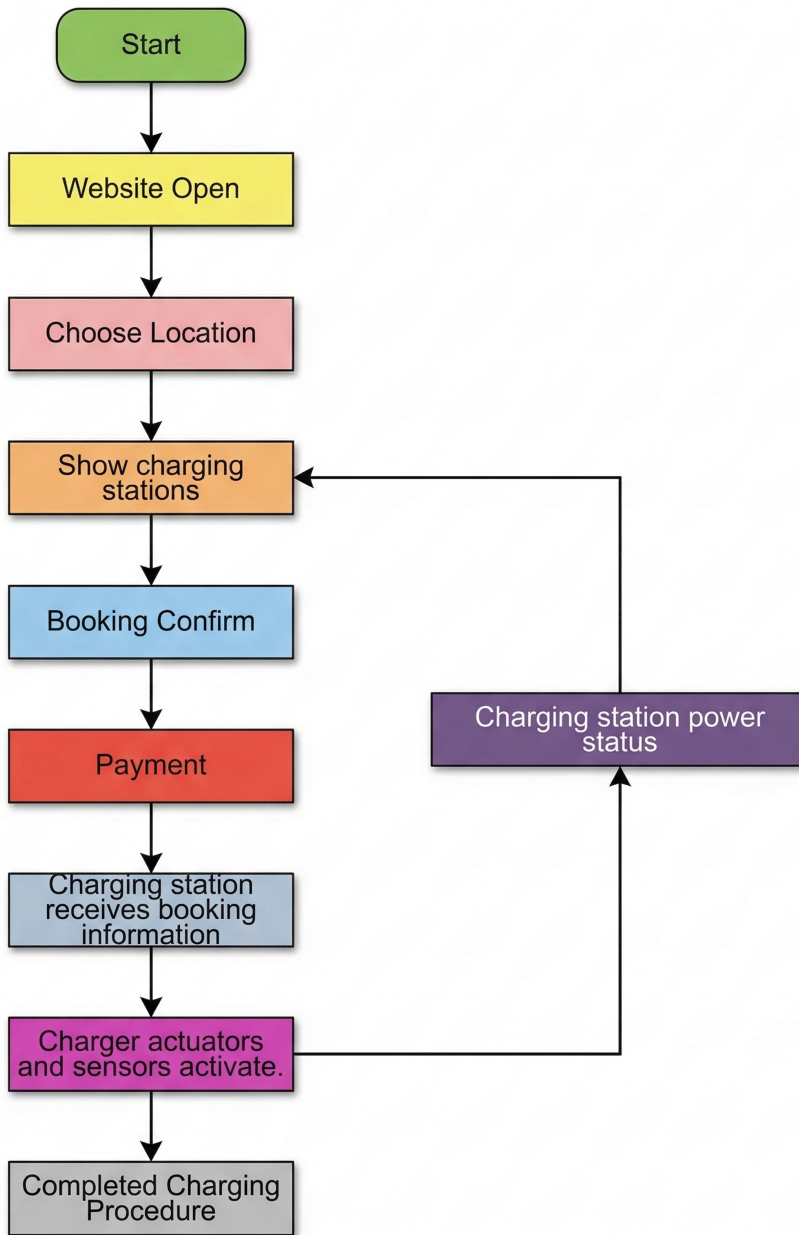 Start
Website Open
Choose Location
Show charging
stations
Booking Confirm
Payment
Charging station power
status
Charging station
receives booking
information
Charger actuators
and sensors activate.
Completed Charging
Procedure